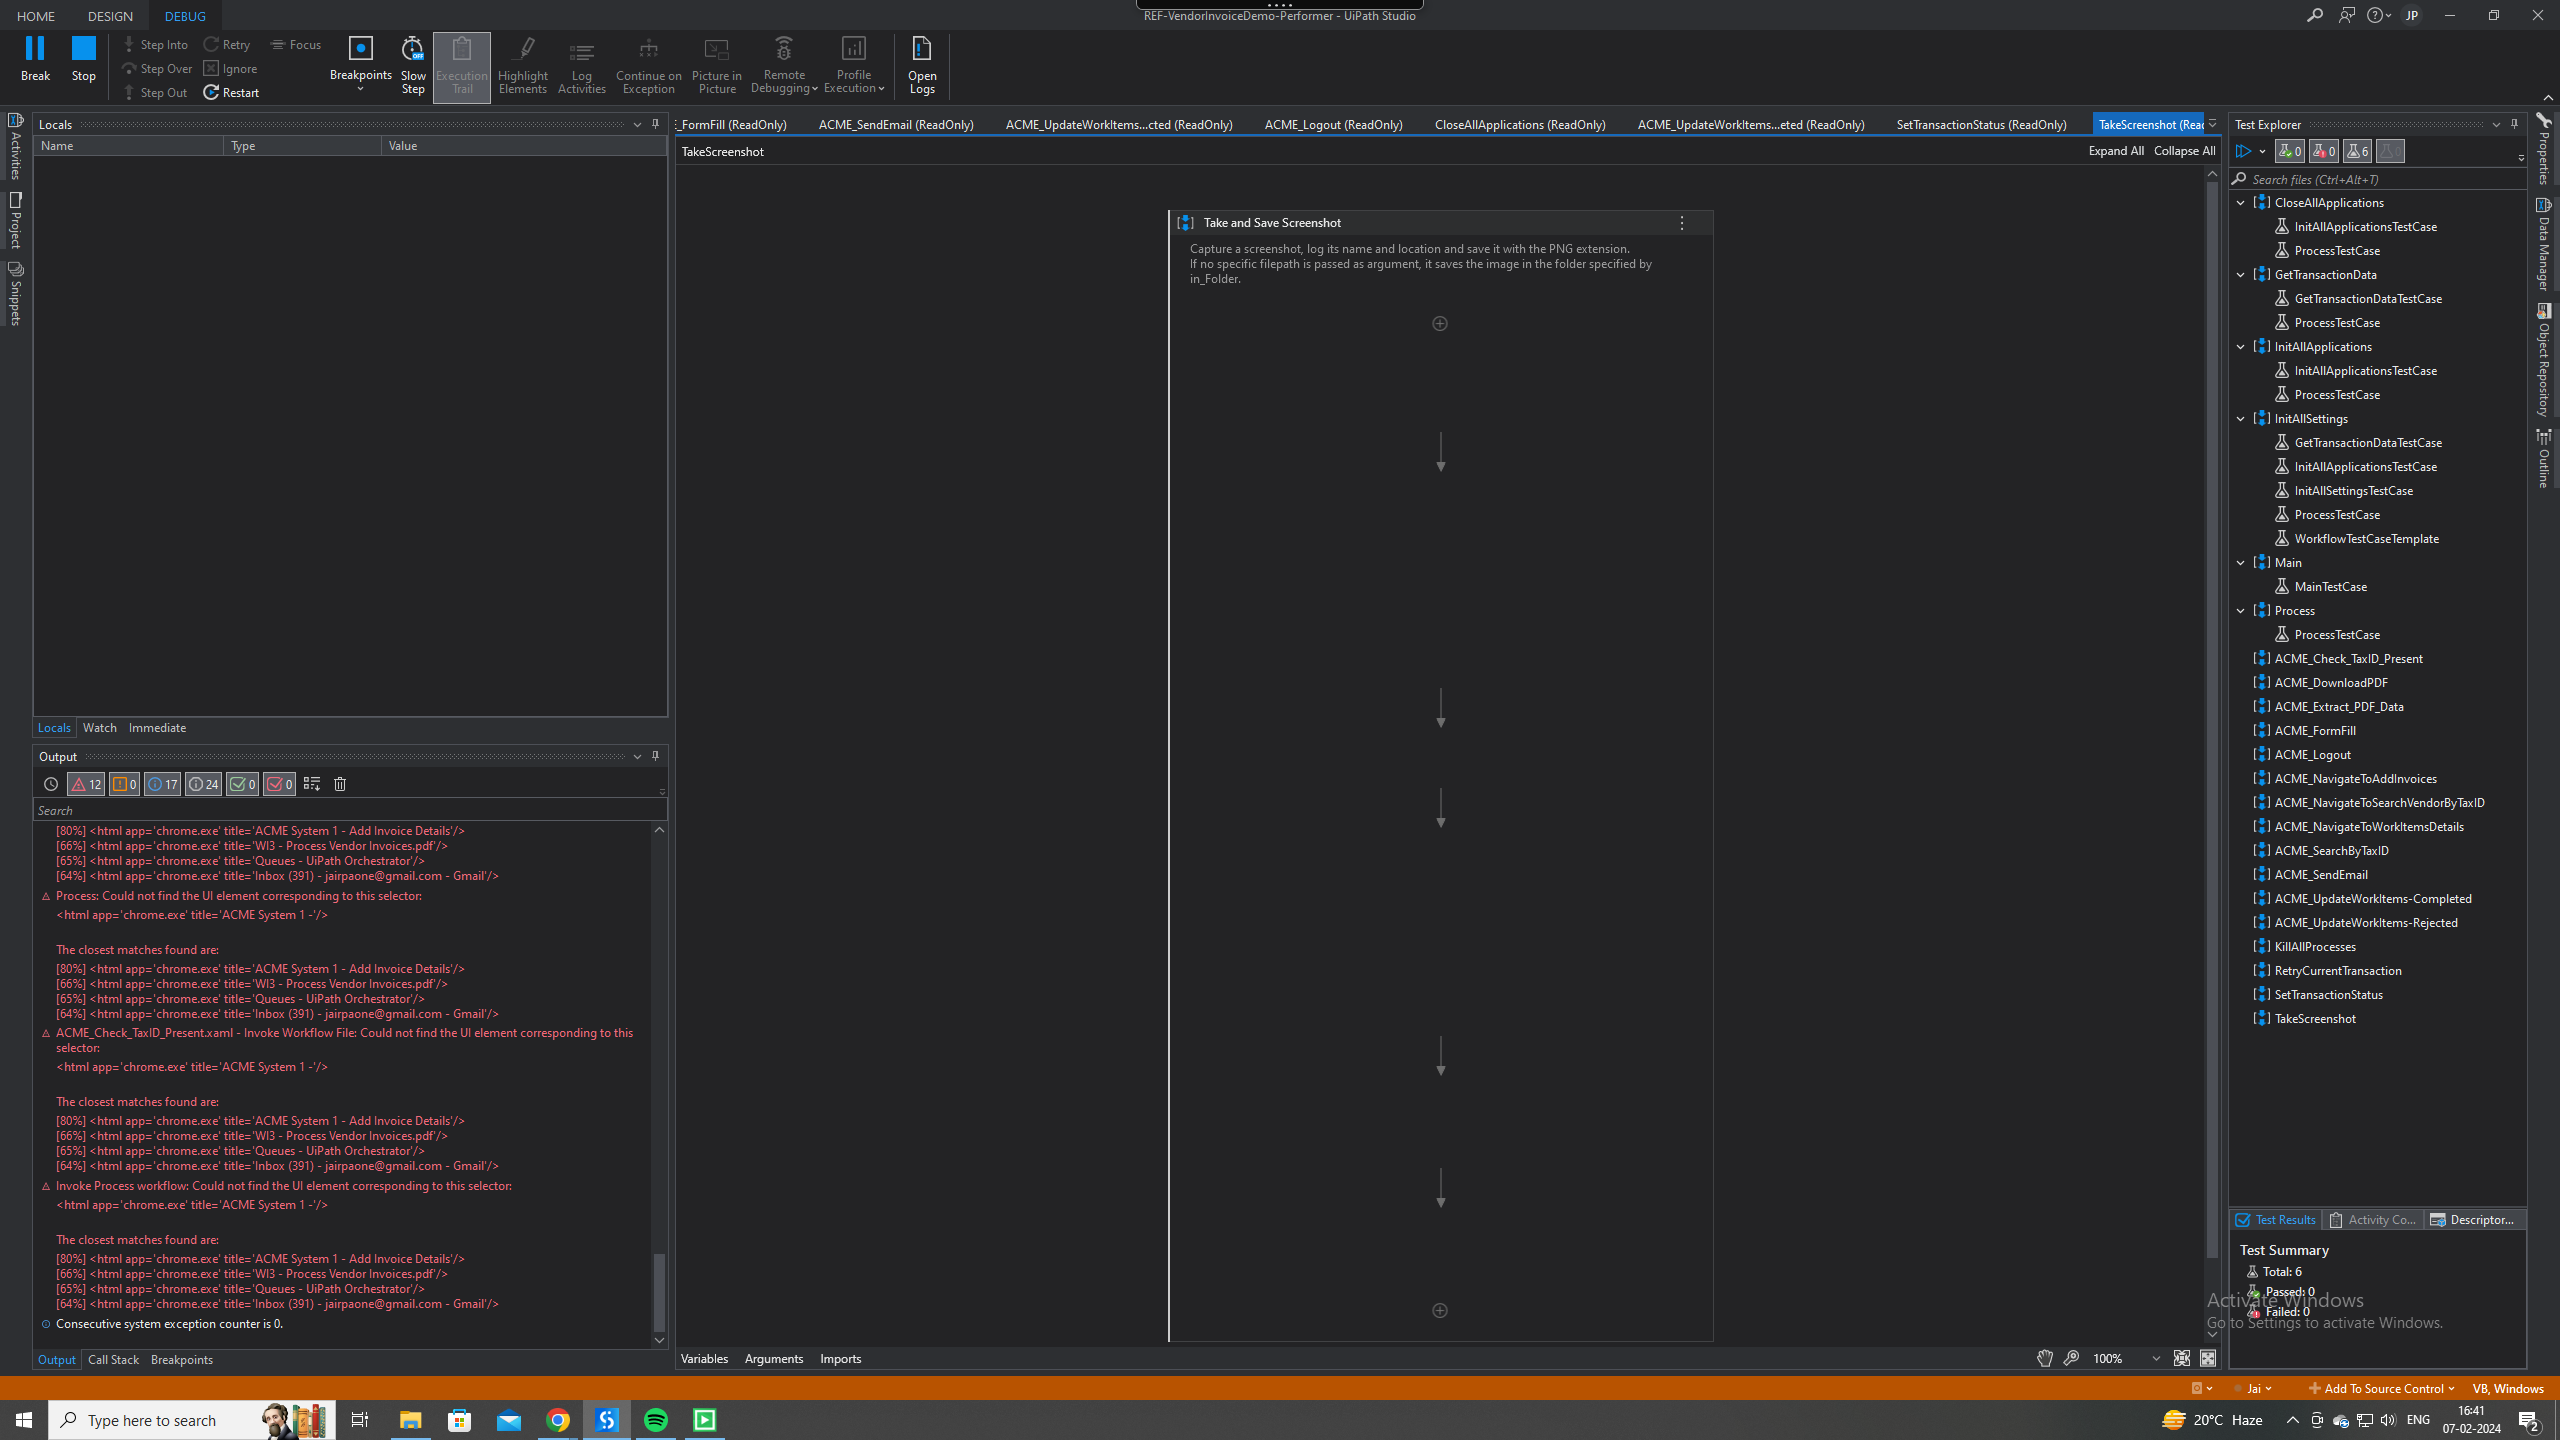 HOME DESIGN DEBUG
REF-VendorInvoiceDemo-Performer - UiPath Studio
JP
Break
Stop
Step Into
Step Over
Step Out
Retry
Ignore
Restart
Focus
Breakpoints
Slow Step
Execution Trail
Highlight Elements
Log Activities
Continue on Exception
Picture in Picture
Remote Debugging
Profile Execution
Open Logs
Activities
Project
Snippets
Locals
Name Type Value
Locals Watch Immediate
Output
12 0 17 24 0 0
Search
[80%] <html app='chrome.exe' title='ACME System 1 - Add Invoice Details'/>
[66%] <html app='chrome.exe' title='WI3 - Process Vendor Invoices.pdf'/>
[65%] <html app='chrome.exe' title='Queues - UiPath Orchestrator'/>
[64%] <html app='chrome.exe' title='Inbox (391) - jairpaone@gmail.com - Gmail'/>
Process: Could not find the UI element corresponding to this selector:
<html app='chrome.exe' title='ACME System 1 -'/>
The closest matches found are:
[80%] <html app='chrome.exe' title='ACME System 1 - Add Invoice Details'/>
[66%] <html app='chrome.exe' title='WI3 - Process Vendor Invoices.pdf'/>
[65%] <html app='chrome.exe' title='Queues - UiPath Orchestrator'/>
[64%] <html app='chrome.exe' title='Inbox (391) - jairpaone@gmail.com - Gmail'/>
ACME_Check_TaxID_Present.xaml - Invoke Workflow File: Could not find the UI element corresponding to this
selector:
<html app='chrome.exe' title='ACME System 1 -'/>
The closest matches found are:
[80%] <html app='chrome.exe' title='ACME System 1 - Add Invoice Details'/>
[66%] <html app='chrome.exe' title='WI3 - Process Vendor Invoices.pdf'/>
[65%] <html app='chrome.exe' title='Queues - UiPath Orchestrator'/>
[64%] <html app='chrome.exe' title='Inbox (391) - jairpaone@gmail.com - Gmail'/>
Invoke Process workflow: Could not find the UI element corresponding to this selector:
<html app='chrome.exe' title='ACME System 1 -'/>
The closest matches found are:
[80%] <html app='chrome.exe' title='ACME System 1 - Add Invoice Details'/>
[66%] <html app='chrome.exe' title='WI3 - Process Vendor Invoices.pdf'/>
[65%] <html app='chrome.exe' title='Queues - UiPath Orchestrator'/>
[64%] <html app='chrome.exe' title='Inbox (391) - jairpaone@gmail.com - Gmail'/>
Consecutive system exception counter is 0.
Output Call Stack Breakpoints
_FormFill (ReadOnly) ACME_SendEmail (ReadOnly) ACME_UpdateWorkItems...cted (ReadOnly) ACME_Logout (ReadOnly) CloseAllApplications (ReadOnly) ACME_UpdateWorkItems...eted (ReadOnly) SetTransactionStatus (ReadOnly) TakeScreenshot (Read
TakeScreenshot
Expand All Collapse All
Take and Save Screenshot
Capture a screenshot, log its name and location and save it with the PNG extension.
If no specific filepath is passed as argument, it saves the image in the folder specified by
in_Folder.
Variables Arguments Imports
100%
Test Explorer
0 0 6 0
Search files (Ctrl+Alt+T)
CloseAllApplications
InitAllApplicationsTestCase
ProcessTestCase
GetTransactionData
GetTransactionDataTestCase
ProcessTestCase
InitAllApplications
InitAllApplicationsTestCase
ProcessTestCase
InitAllSettings
GetTransactionDataTestCase
InitAllApplicationsTestCase
InitAllSettingsTestCase
ProcessTestCase
WorkflowTestCaseTemplate
Main
MainTestCase
Process
ProcessTestCase
ACME_Check_TaxID_Present
ACME_DownloadPDF
ACME_Extract_PDF_Data
ACME_FormFill
ACME_Logout
ACME_NavigateToAddInvoices
ACME_NavigateToSearchVendorByTaxID
ACME_NavigateToWorkItemsDetails
ACME_SearchByTaxID
ACME_SendEmail
ACME_UpdateWorkItems-Completed
ACME_UpdateWorkItems-Rejected
KillAllProcesses
RetryCurrentTransaction
SetTransactionStatus
TakeScreenshot
Test Results Activity Co... Descriptor...
Test Summary
Total: 6
Passed: 0
Failed: 0
Activate Windows
Go to Settings to activate Windows.
Properties
Data Manager
Object Repository
Outline
Jai Add To Source Control VB, Windows
Type here to search
20°C Haze
ENG
16:41
07-02-2024
2